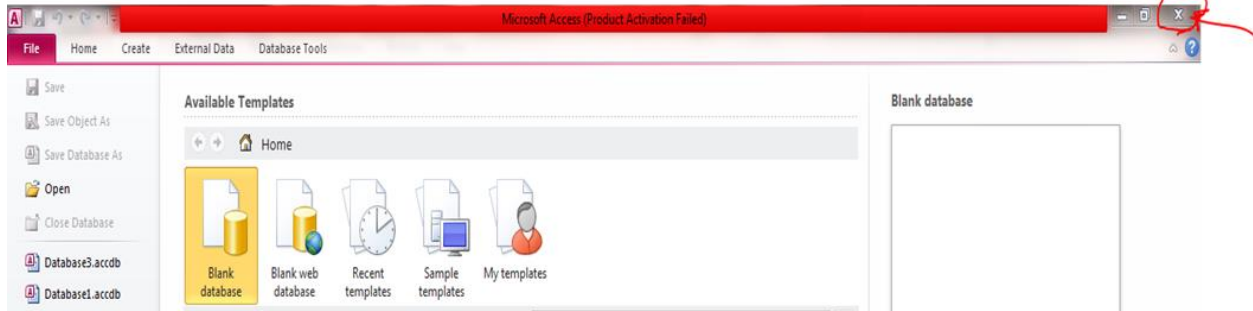 Microsoft Access (Product Activation Failed)
File Home Create External Data Database Tools
Save
Save Object As
Save Database As
Open
Close Database
Database3.accdb
Database1.accdb
Available Templates
Home
Blank database
Blank web database
Recent templates
Sample templates
My templates
Blank database